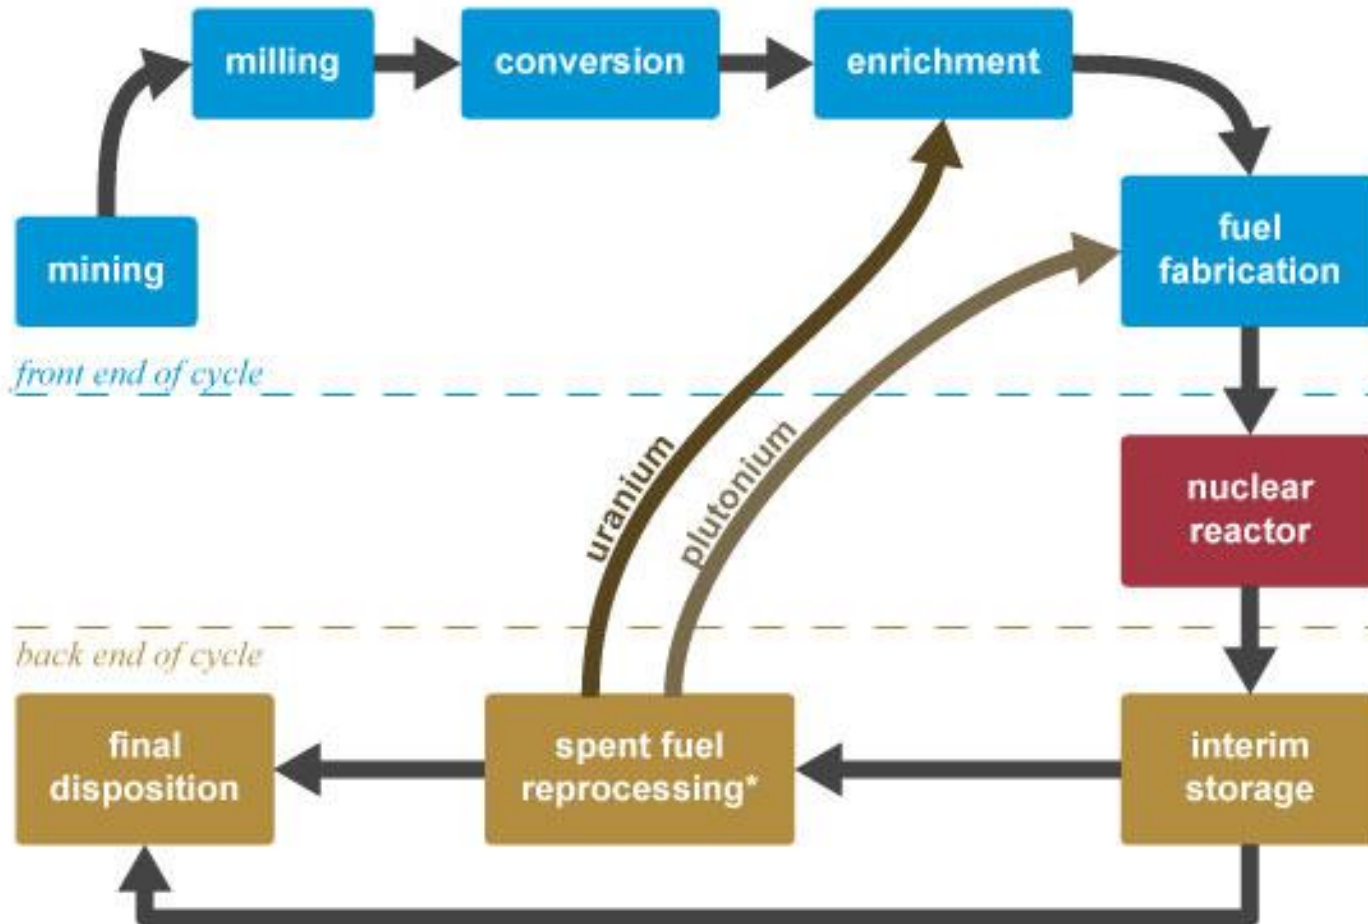 milling
conversion
enrichment
mining
fuel
fabrication
front end of cycle
uranium
plutonium
nuclear
reactor
back end of cycle
final
disposition
spent fuel
reprocessing*
interim
storage